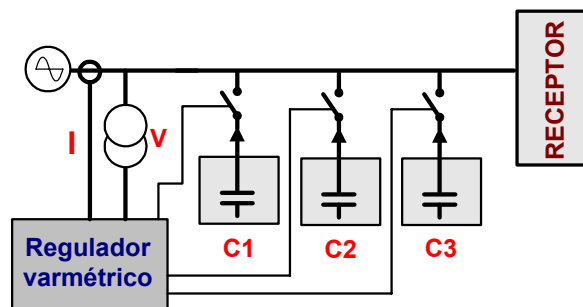 RECEPTOR
I
V
C1
C2
C3
Regulador
varmétrico